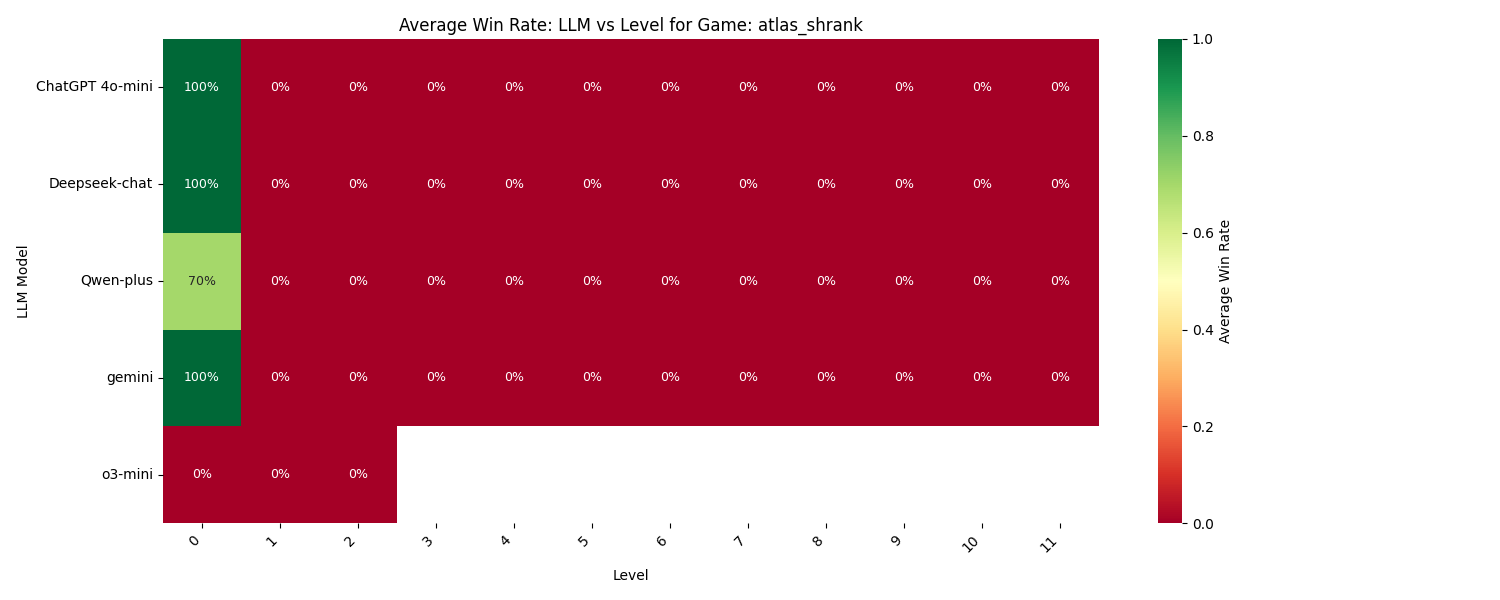 Average Win Rate: LLM vs Level for Game: atlas_shrank
LLM Model
ChatGPT 4o-mini 100% 0% 0% 0% 0% 0% 0% 0% 0% 0% 0% 0%
Deepseek-chat 100% 0% 0% 0% 0% 0% 0% 0% 0% 0% 0% 0%
Qwen-plus 70% 0% 0% 0% 0% 0% 0% 0% 0% 0% 0% 0%
gemini 100% 0% 0% 0% 0% 0% 0% 0% 0% 0% 0% 0%
o3-mini 0% 0% 0%
0 1 2 3 4 5 6 7 8 9 10 11
Level
1.0
0.8
0.6
0.4
0.2
0.0
Average Win Rate